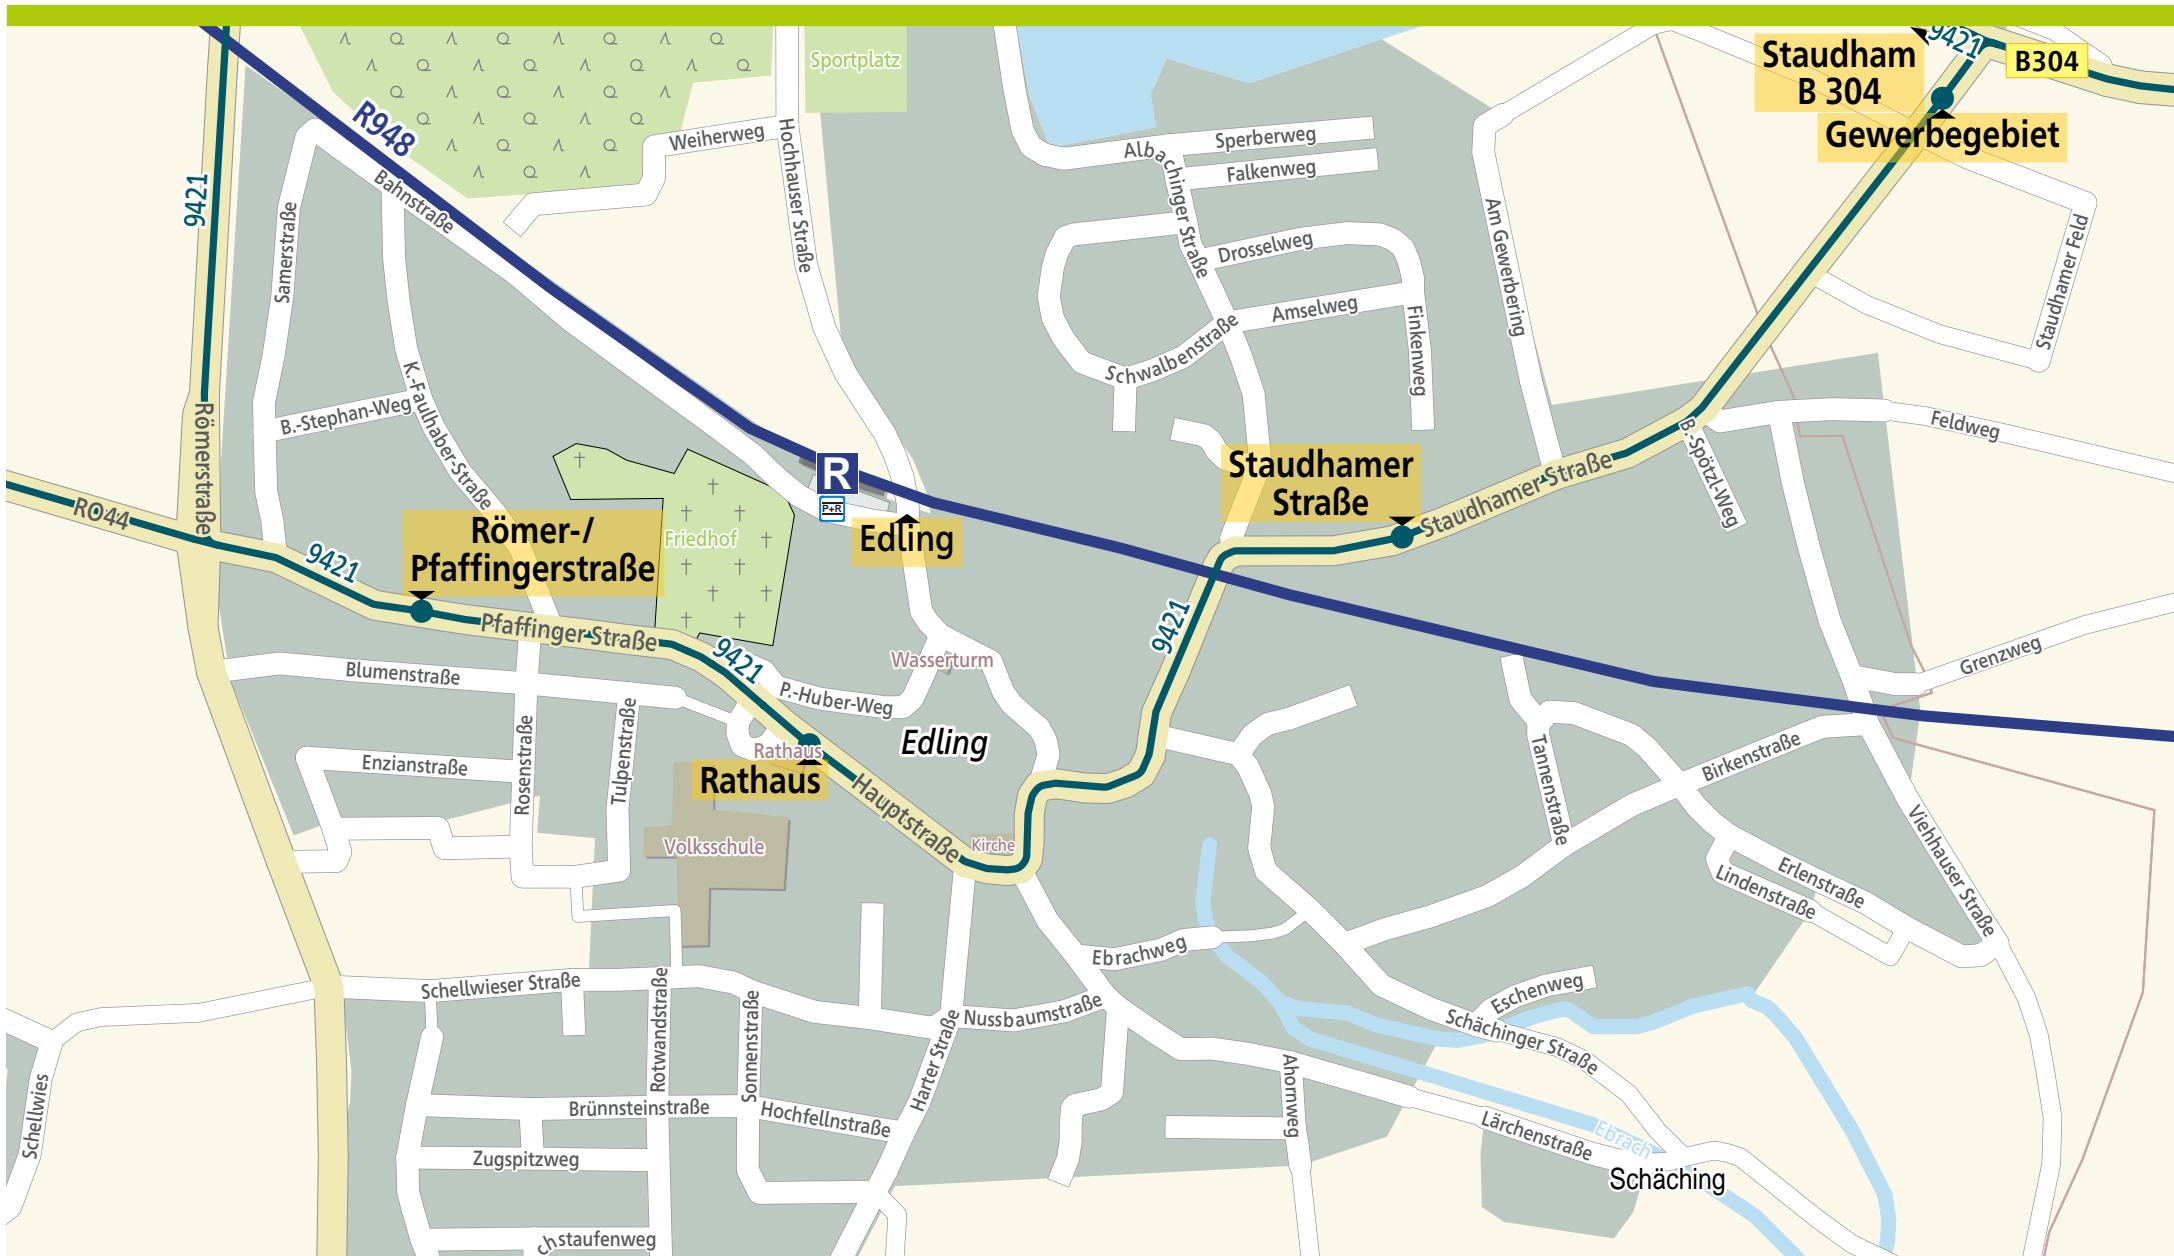 Sportplatz
9421
B304
Staudham
B 304
Gewerbegebiet
R948
Weiherweg
Hochhauser Straße
Sperberweg
Albachinger Straße
Falkenweg
Bahnstraße
9421
Samerstraße
Am Gewerbering
Staudhamer Feld
Drosselweg
Amselweg
Finkenweg
Schwalbenstraße
B.-Stephan-Weg
K.-Faulhaber-Straße
Römerstraße
Feldweg
B.-Spötzl-Weg
R
P+R
Staudhamer
Straße
Staudhamer Straße
RO44
Römer-/
Pfaffingerstraße
Friedhof
Edling
9421
Pfaffinger Straße
9421
9421
Wasserturm
Grenzweg
Blumenstraße
P.-Huber-Weg
Edling
Rathaus
Rathaus
Enzianstraße
Rosenstraße
Tulpenstraße
Tannenstraße
Birkenstraße
Hauptstraße
Kirche
Volksschule
Viehhauser Straße
Erlenstraße
Lindenstraße
Ebrachweg
Schellwieser Straße
Eschenweg
Nussbaumstraße
Schächinger Straße
Rotwandstraße
Sonnenstraße
Harter Straße
Ahornweg
Schellwies
Brünnsteinstraße
Hochfellnstraße
Lärchenstraße
Ebrach
Zugspitzweg
Schäching
chstaufenweg